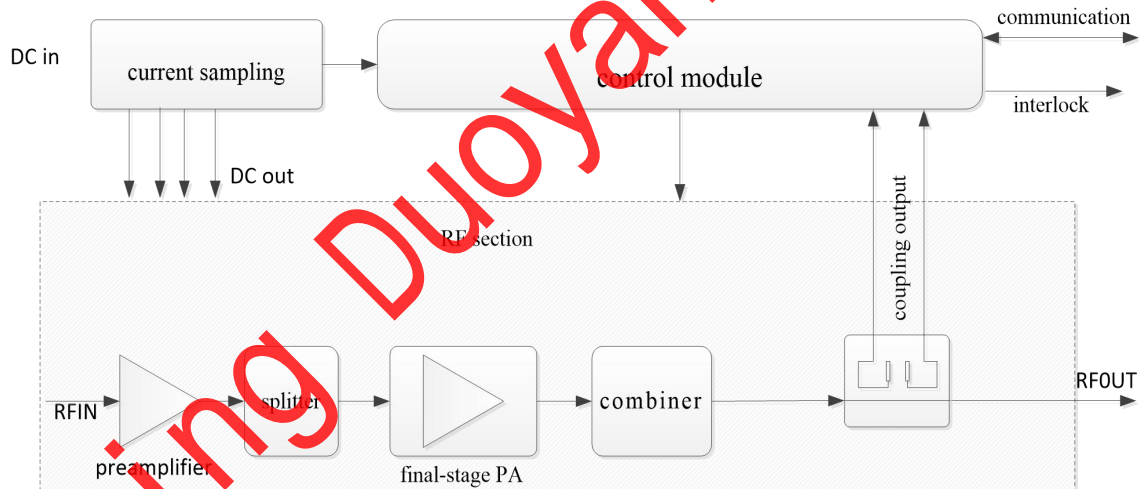 communication
DC in
current sampling
control module
interlock
DC out
coupling output
RF section
RFIN
splitter
combiner
RFOUT
preamplifier
final-stage PA
ing Duoyan